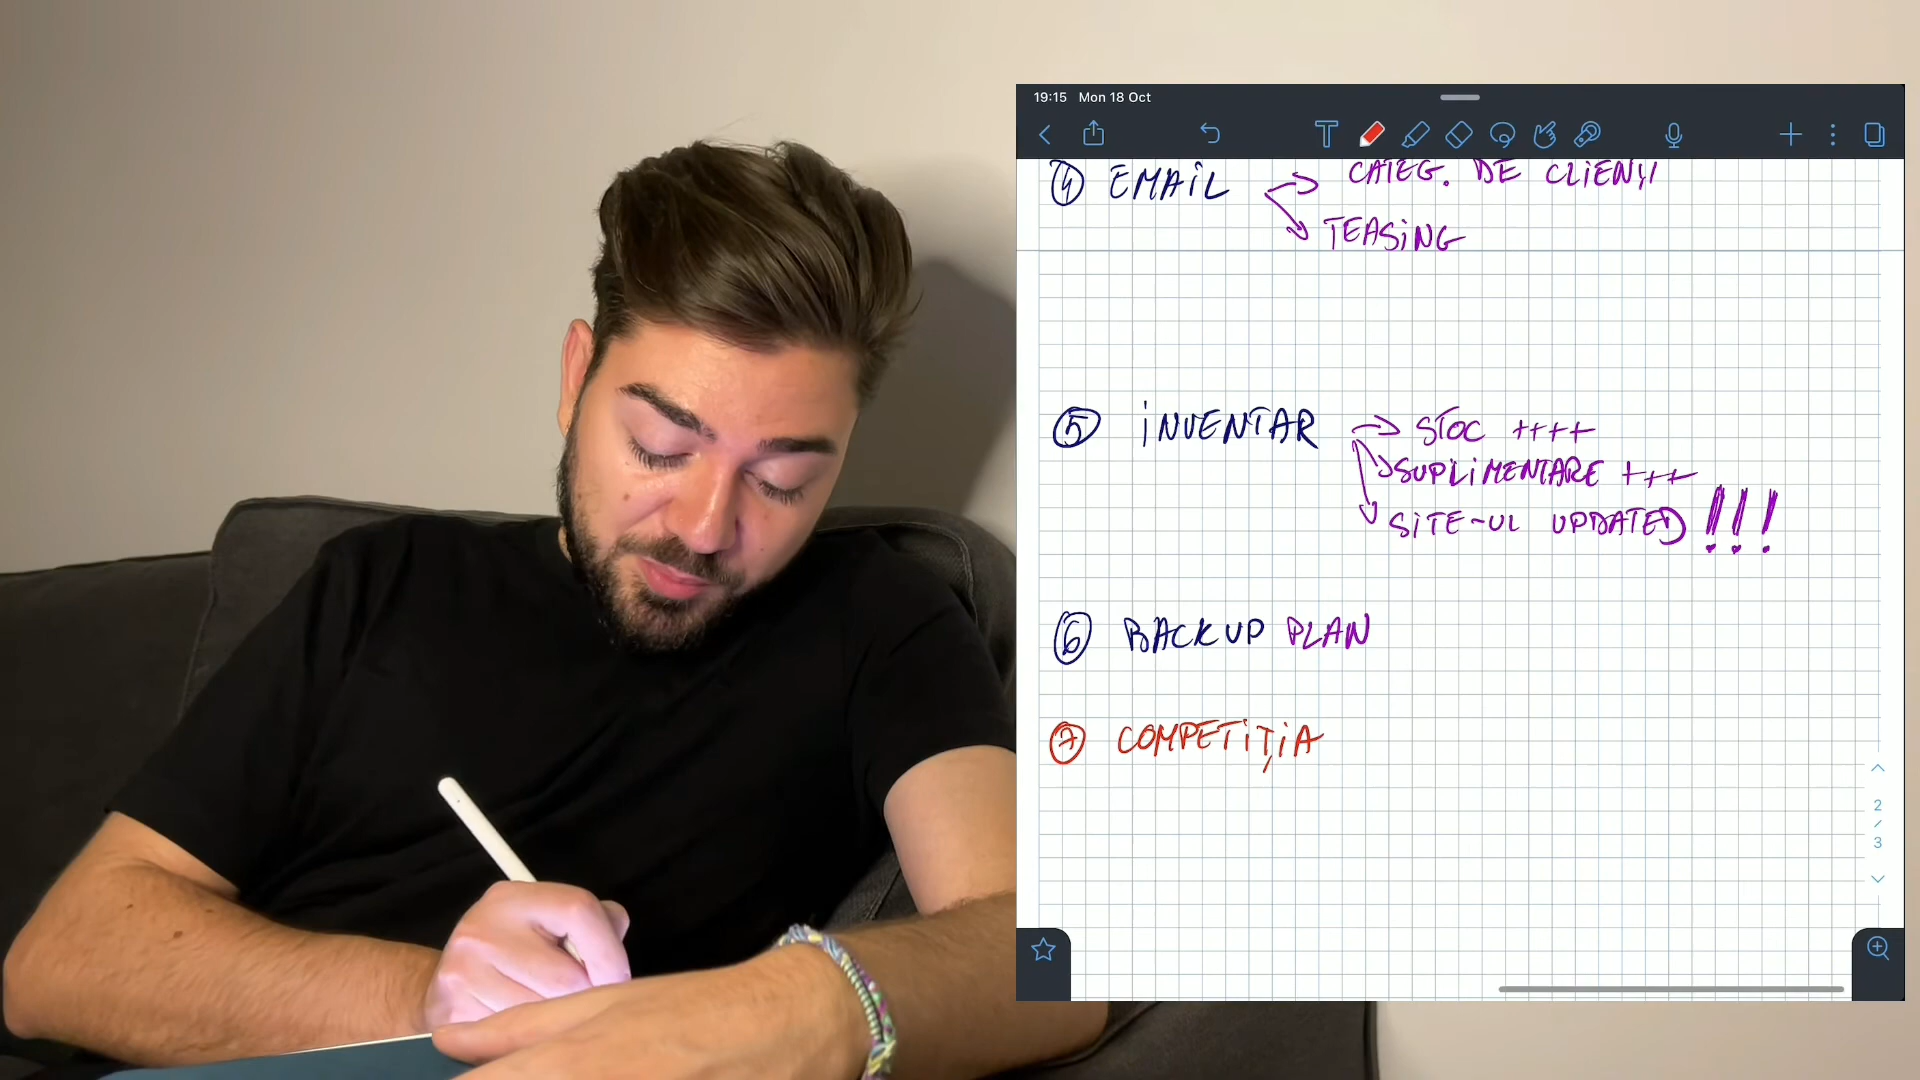 19:15 Mon 18 Oct
4 EMAIL → CATEG. DE CLIENȚI
→ TEASING
5 INVENTAR → STOC ++++
→ SUPLIMENTARE +++
→ SITE-UL UPDATED !!!
6 BACKUP PLAN
7 COMPETIȚIA
2
/
3